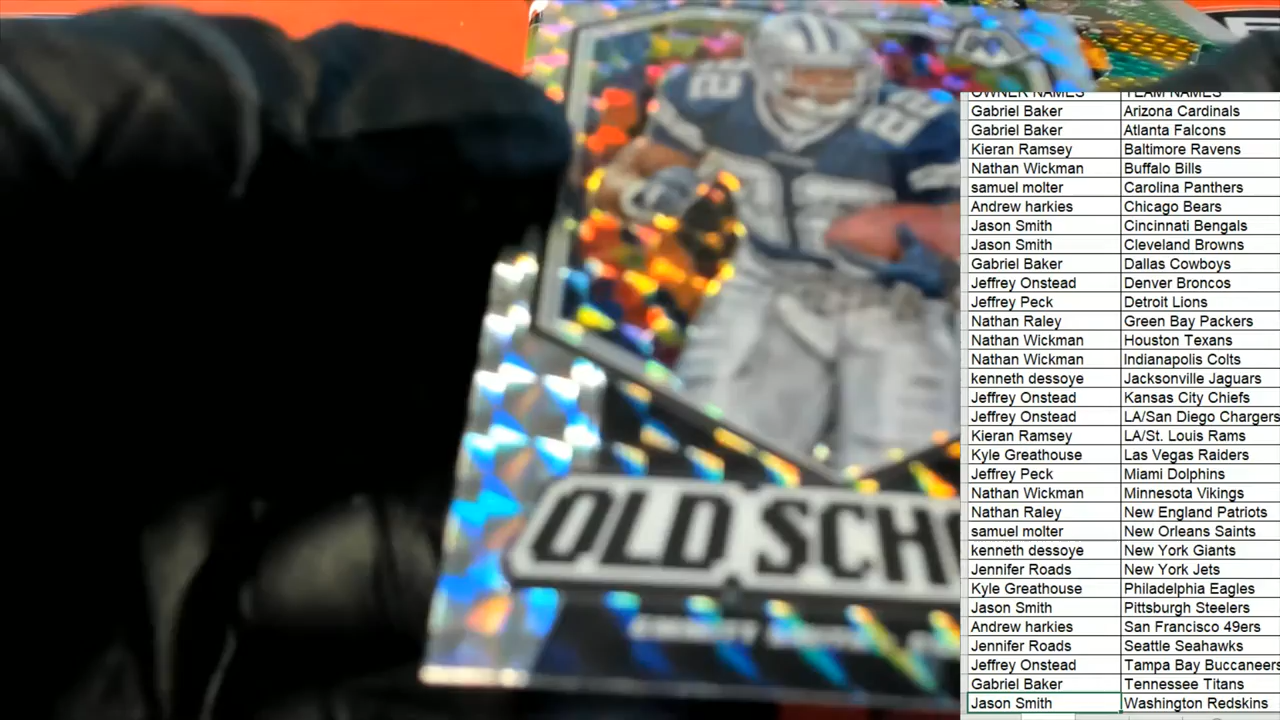 22
22
22
OLD SCH
OWNER NAMES TEAM NAMES
Gabriel Baker Arizona Cardinals
Gabriel Baker Atlanta Falcons
Kieran Ramsey Baltimore Ravens
Nathan Wickman Buffalo Bills
samuel molter Carolina Panthers
Andrew harkies Chicago Bears
Jason Smith Cincinnati Bengals
Jason Smith Cleveland Browns
Gabriel Baker Dallas Cowboys
Jeffrey Onstead Denver Broncos
Jeffrey Peck Detroit Lions
Nathan Raley Green Bay Packers
Nathan Wickman Houston Texans
Nathan Wickman Indianapolis Colts
kenneth dessoye Jacksonville Jaguars
Jeffrey Onstead Kansas City Chiefs
Jeffrey Onstead LA/San Diego Chargers
Kieran Ramsey LA/St. Louis Rams
Kyle Greathouse Las Vegas Raiders
Jeffrey Peck Miami Dolphins
Nathan Wickman Minnesota Vikings
Nathan Raley New England Patriots
samuel molter New Orleans Saints
kenneth dessoye New York Giants
Jennifer Roads New York Jets
Kyle Greathouse Philadelphia Eagles
Jason Smith Pittsburgh Steelers
Andrew harkies San Francisco 49ers
Jennifer Roads Seattle Seahawks
Jeffrey Onstead Tampa Bay Buccaneers
Gabriel Baker Tennessee Titans
Jason Smith Washington Redskins